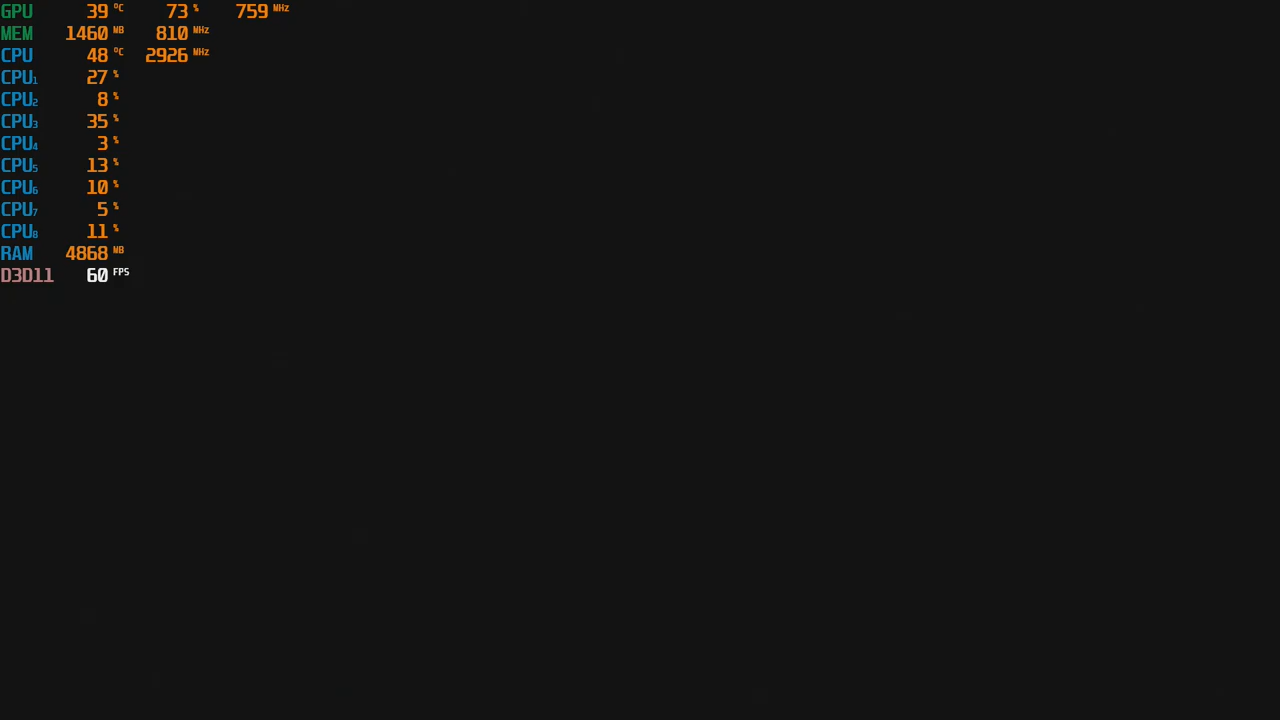 GPU 39 °C 73 % 759 MHz
MEM 1460 MB 810 MHz
CPU 48 °C 2926 MHz
CPU1 27 %
CPU2 8 %
CPU3 35 %
CPU4 3 %
CPU5 13 %
CPU6 10 %
CPU7 5 %
CPU8 11 %
RAM 4868 MB
D3D11 60 FPS